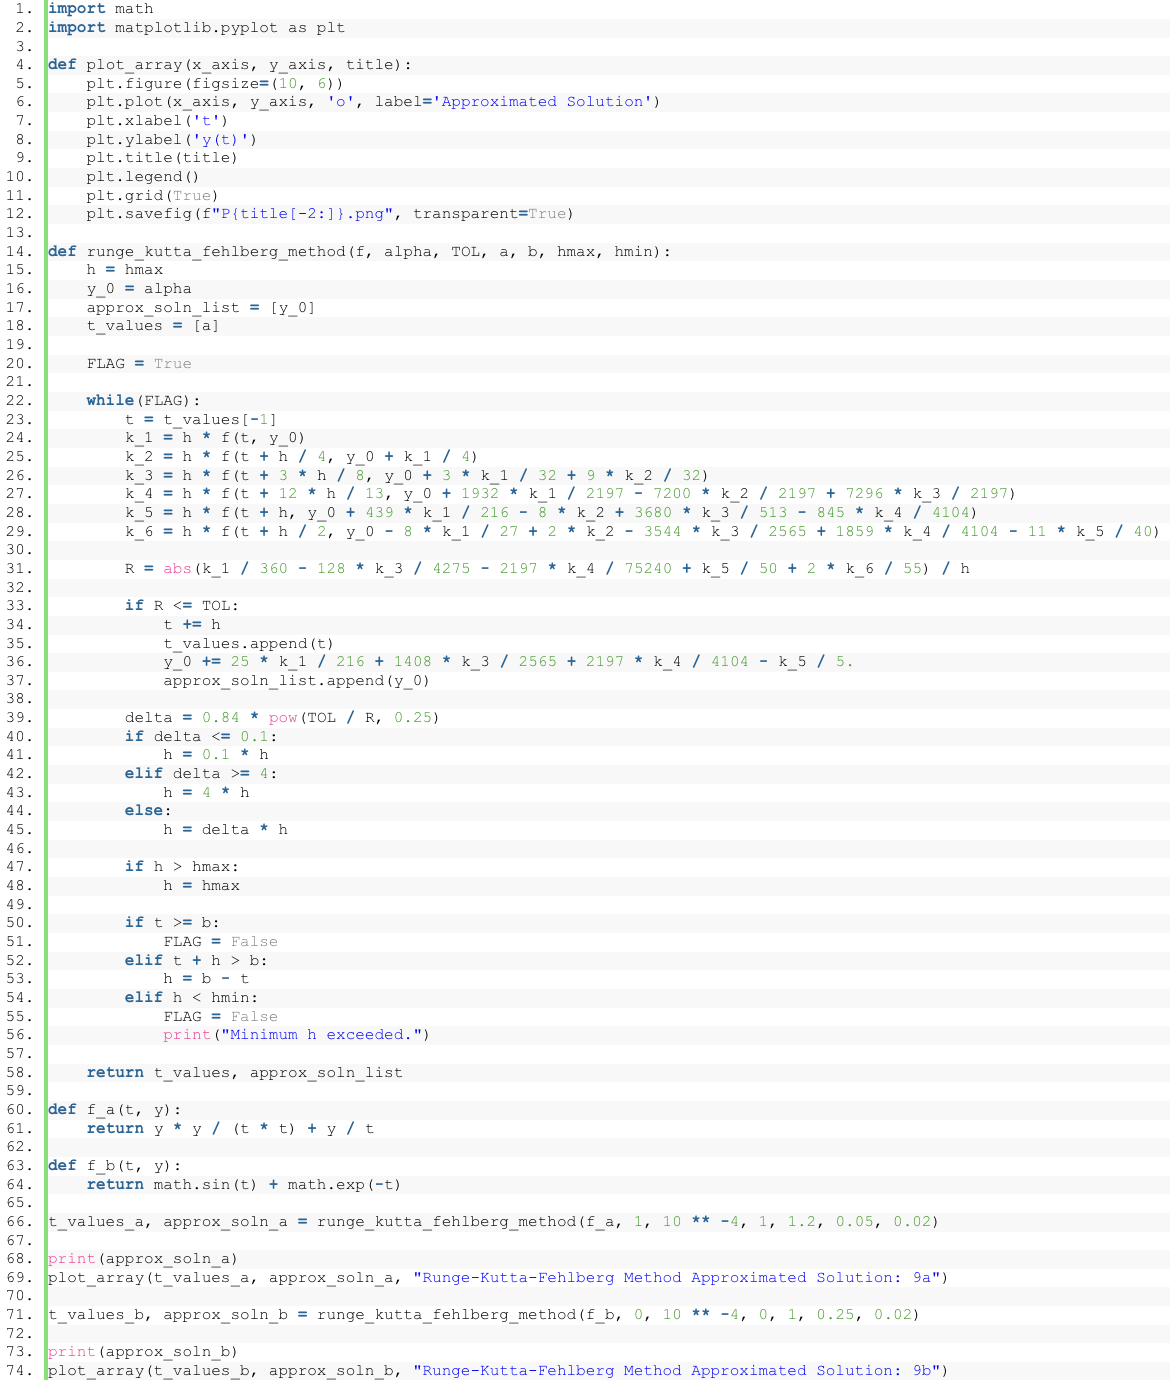 1. import math
2. import matplotlib.pyplot as plt
3.
4. def plot_array(x_axis, y_axis, title):
5.     plt.figure(figsize=(10, 6))
6.     plt.plot(x_axis, y_axis, 'o', label='Approximated Solution')
7.     plt.xlabel('t')
8.     plt.ylabel('y(t)')
9.     plt.title(title)
10.     plt.legend()
11.     plt.grid(True)
12.     plt.savefig(f"P{title[-2:]}.png", transparent=True)
13.
14. def runge_kutta_fehlberg_method(f, alpha, TOL, a, b, hmax, hmin):
15.     h = hmax
16.     y_0 = alpha
17.     approx_soln_list = [y_0]
18.     t_values = [a]
19.
20.     FLAG = True
21.
22.     while(FLAG):
23.         t = t_values[-1]
24.         k_1 = h * f(t, y_0)
25.         k_2 = h * f(t + h / 4, y_0 + k_1 / 4)
26.         k_3 = h * f(t + 3 * h / 8, y_0 + 3 * k_1 / 32 + 9 * k_2 / 32)
27.         k_4 = h * f(t + 12 * h / 13, y_0 + 1932 * k_1 / 2197 - 7200 * k_2 / 2197 + 7296 * k_3 / 2197)
28.         k_5 = h * f(t + h, y_0 + 439 * k_1 / 216 - 8 * k_2 + 3680 * k_3 / 513 - 845 * k_4 / 4104)
29.         k_6 = h * f(t + h / 2, y_0 - 8 * k_1 / 27 + 2 * k_2 - 3544 * k_3 / 2565 + 1859 * k_4 / 4104 - 11 * k_5 / 40)
30.
31.         R = abs(k_1 / 360 - 128 * k_3 / 4275 - 2197 * k_4 / 75240 + k_5 / 50 + 2 * k_6 / 55) / h
32.
33.         if R <= TOL:
34.             t += h
35.             t_values.append(t)
36.             y_0 += 25 * k_1 / 216 + 1408 * k_3 / 2565 + 2197 * k_4 / 4104 - k_5 / 5.
37.             approx_soln_list.append(y_0)
38.
39.         delta = 0.84 * pow(TOL / R, 0.25)
40.         if delta <= 0.1:
41.             h = 0.1 * h
42.         elif delta >= 4:
43.             h = 4 * h
44.         else:
45.             h = delta * h
46.
47.         if h > hmax:
48.             h = hmax
49.
50.         if t >= b:
51.             FLAG = False
52.         elif t + h > b:
53.             h = b - t
54.         elif h < hmin:
55.             FLAG = False
56.             print("Minimum h exceeded.")
57.
58.     return t_values, approx_soln_list
59.
60. def f_a(t, y):
61.     return y * y / (t * t) + y / t
62.
63. def f_b(t, y):
64.     return math.sin(t) + math.exp(-t)
65.
66. t_values_a, approx_soln_a = runge_kutta_fehlberg_method(f_a, 1, 10 ** -4, 1, 1.2, 0.05, 0.02)
67.
68. print(approx_soln_a)
69. plot_array(t_values_a, approx_soln_a, "Runge-Kutta-Fehlberg Method Approximated Solution: 9a")
70.
71. t_values_b, approx_soln_b = runge_kutta_fehlberg_method(f_b, 0, 10 ** -4, 0, 1, 0.25, 0.02)
72.
73. print(approx_soln_b)
74. plot_array(t_values_b, approx_soln_b, "Runge-Kutta-Fehlberg Method Approximated Solution: 9b")